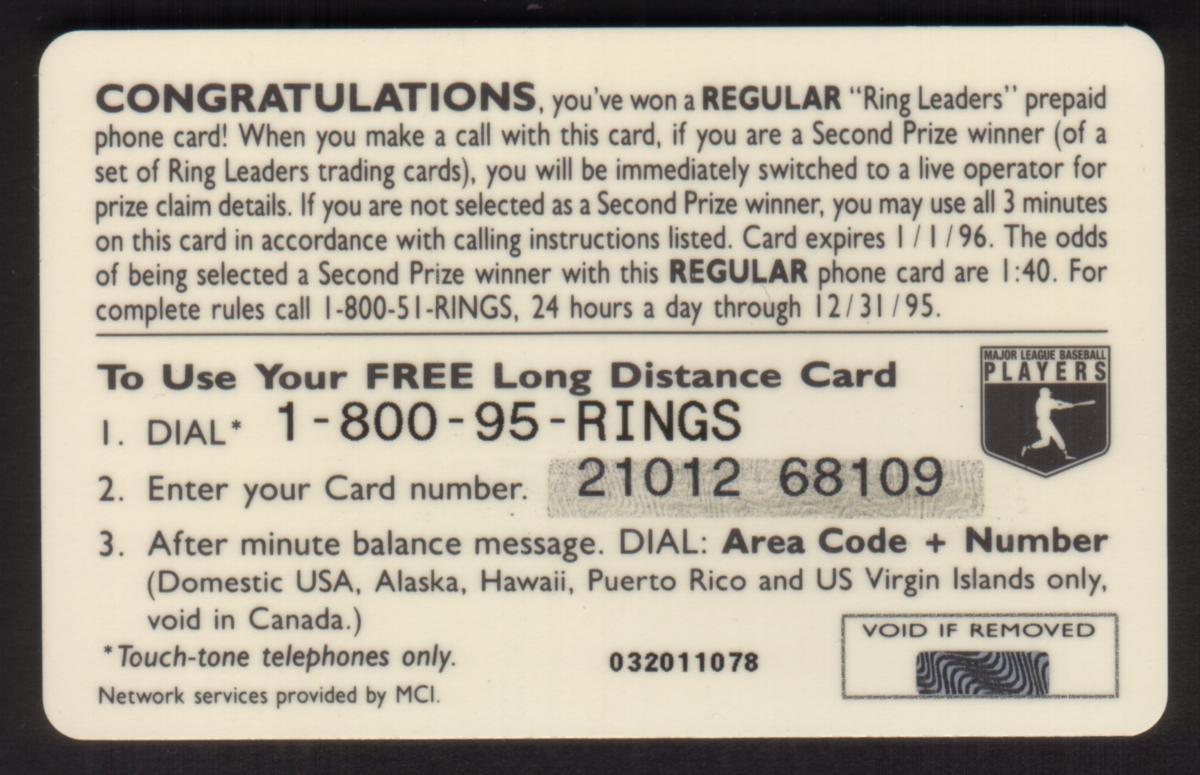 CONGRATULATIONS, you've won a REGULAR "Ring Leaders" prepaid
phone card! When you make a call with this card, if you are a Second Prize winner (of a
set of Ring Leaders trading cards), you will be immediately switched to a live operator for
prize claim details. If you are not selected as a Second Prize winner, you may use all 3 minutes
on this card in accordance with calling instructions listed. Card expires 1/1/96. The odds
of being selected a Second Prize winner with this REGULAR phone card are 1:40. For
complete rules call 1-800-51-RINGS, 24 hours a day through 12/31/95.
To Use Your FREE Long Distance Card
MAJOR LEAGUE BASEBALL
PLAYERS
1. DIAL* 1-800-95-RINGS
2. Enter your Card number. 21012 68109
3. After minute balance message. DIAL: Area Code + Number
(Domestic USA, Alaska, Hawaii, Puerto Rico and US Virgin Islands only,
void in Canada.)
*Touch-tone telephones only.
032011078
VOID IF REMOVED
Network services provided by MCI.